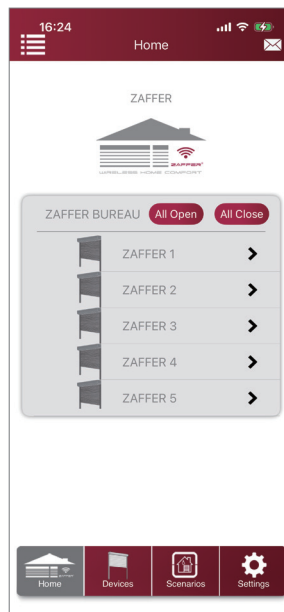 16:24
Home
ZAFFER
ZAFFER
WIRELESS HOME COMFORT
ZAFFER BUREAU All Open All Close
ZAFFER 1
ZAFFER 2
ZAFFER 3
ZAFFER 4
ZAFFER 5
Home Devices Scenarios Settings